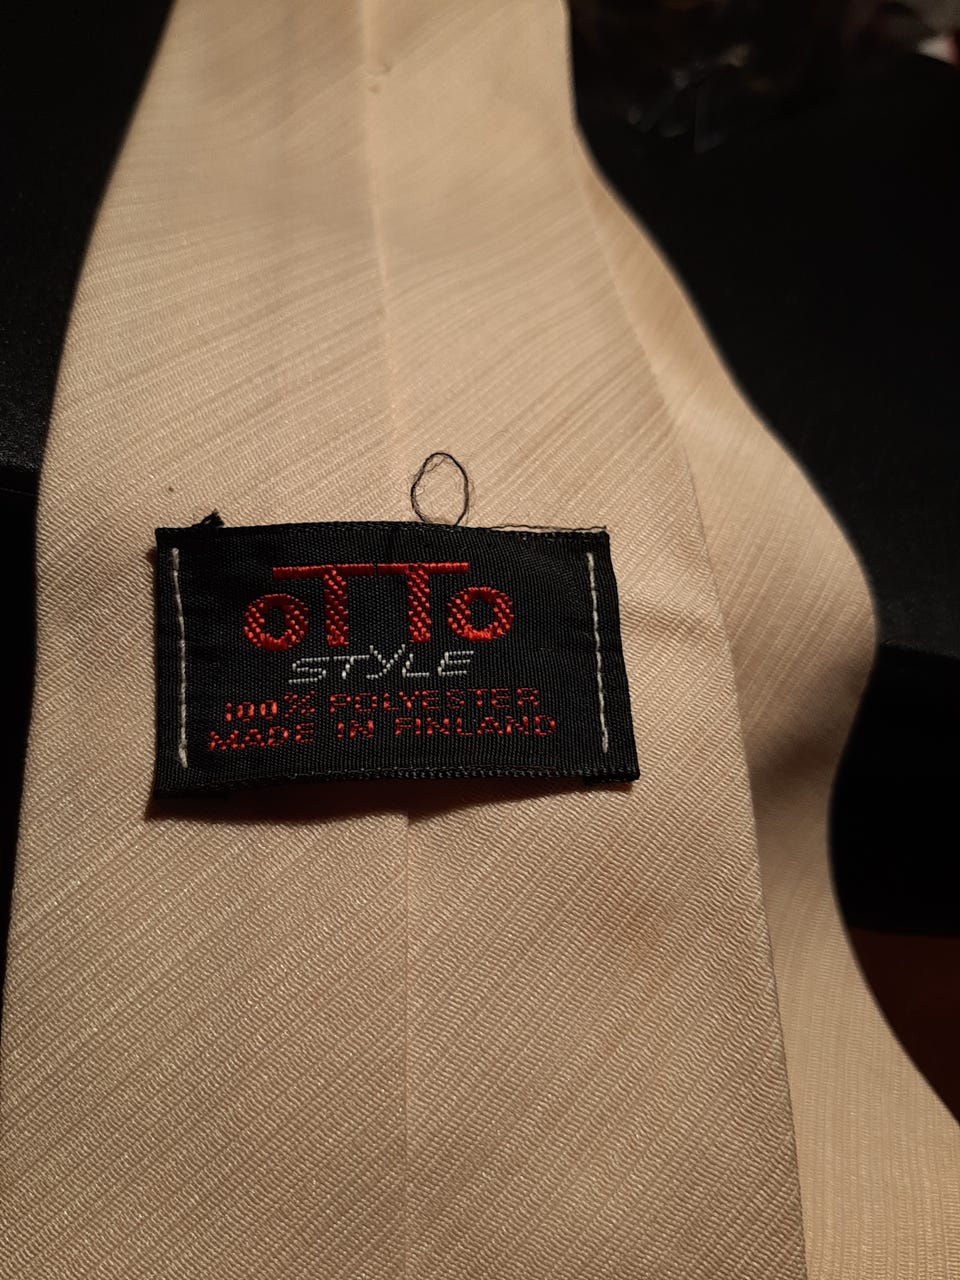 oTTo
STYLE
100% POLYESTER
MADE IN FINLAND